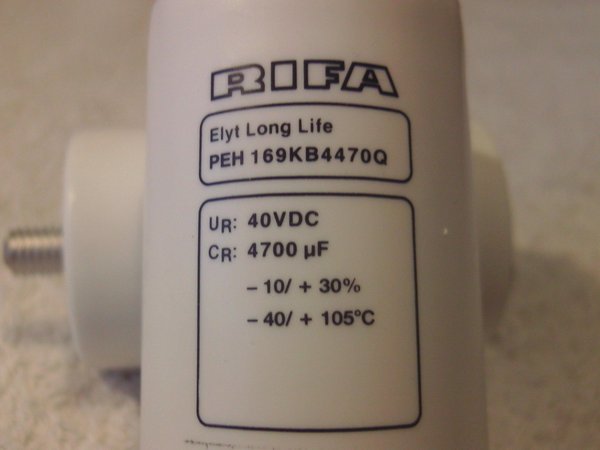 RIFA
Elyt Long Life
PEH 169KB4470Q
UR: 40VDC
CR: 4700 µF
– 10/ + 30%
– 40/ + 105°C